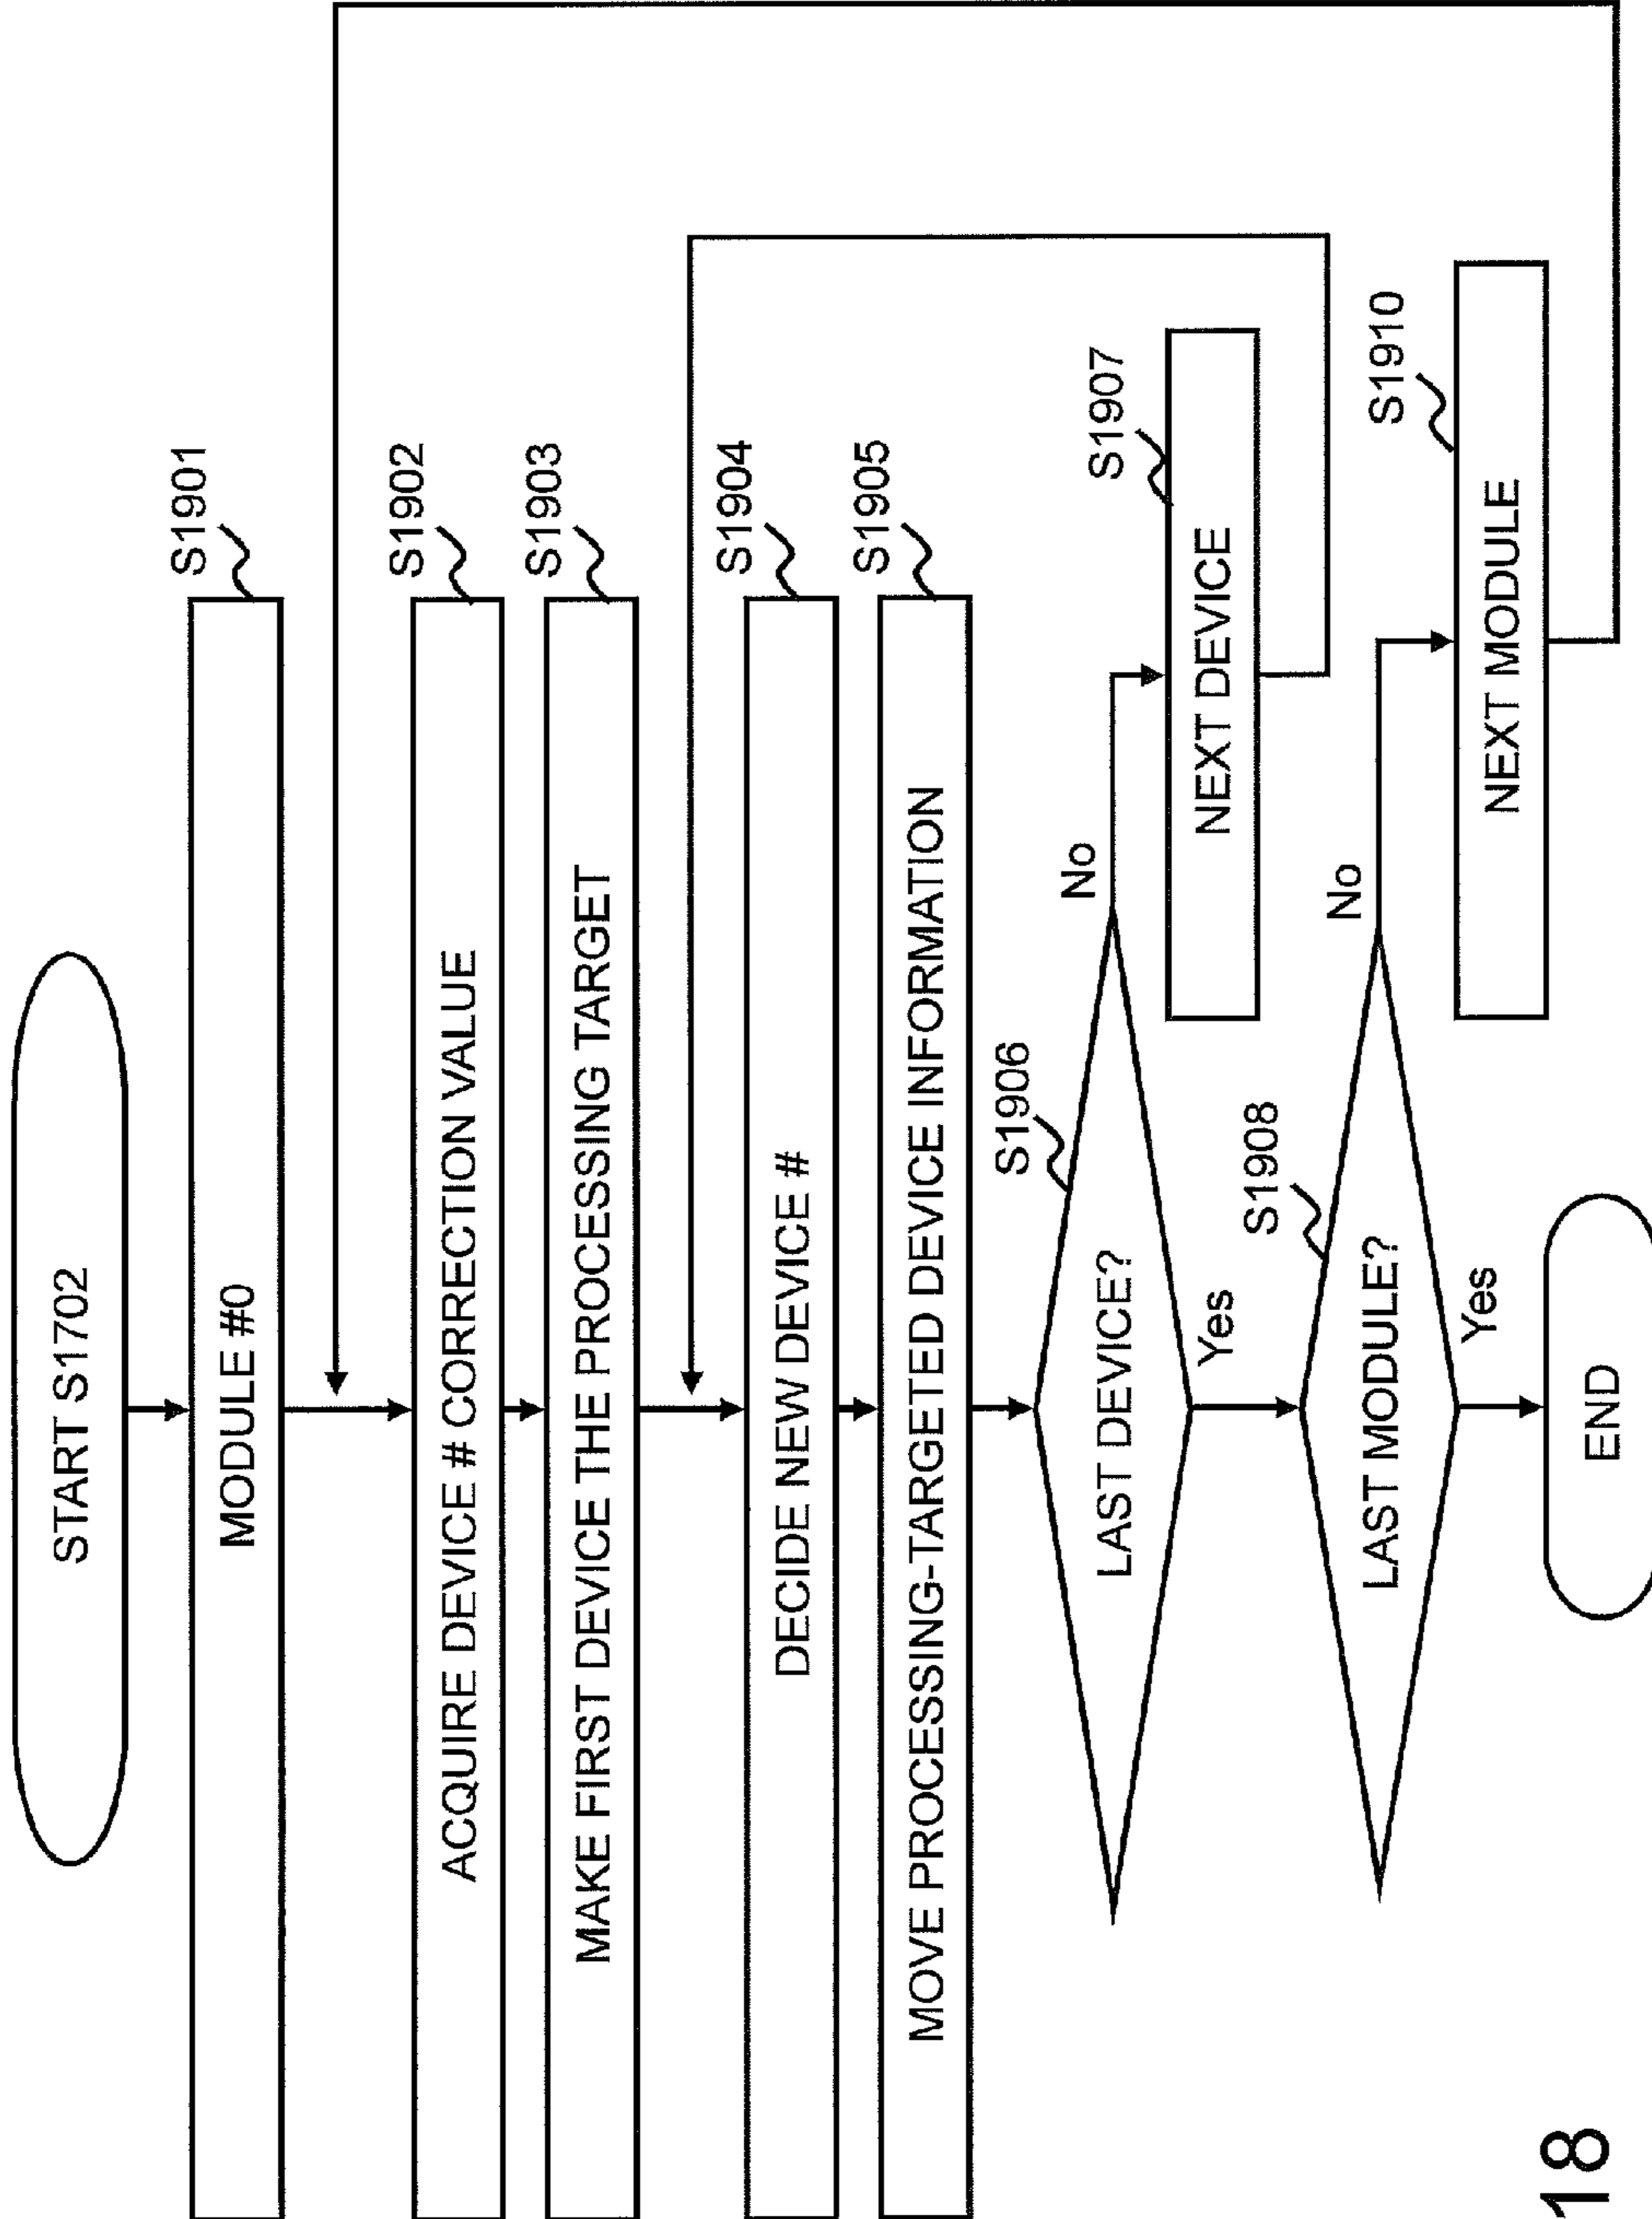 START S1702
S1901
MODULE #0
S1902
ACQUIRE DEVICE # CORRECTION VALUE
S1903
MAKE FIRST DEVICE THE PROCESSING TARGET
S1904
DECIDE NEW DEVICE #
S1905
MOVE PROCESSING-TARGETED DEVICE INFORMATION
S1906
LAST DEVICE?
No
S1907
NEXT DEVICE
Yes
S1908
LAST MODULE?
No
S1910
NEXT MODULE
Yes
END
18